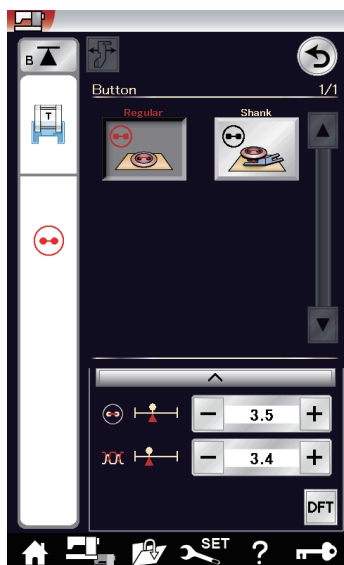 B
T
Button 1/1
Regular Shank
− 3.5 +
− 3.4 +
DFT
SET ?